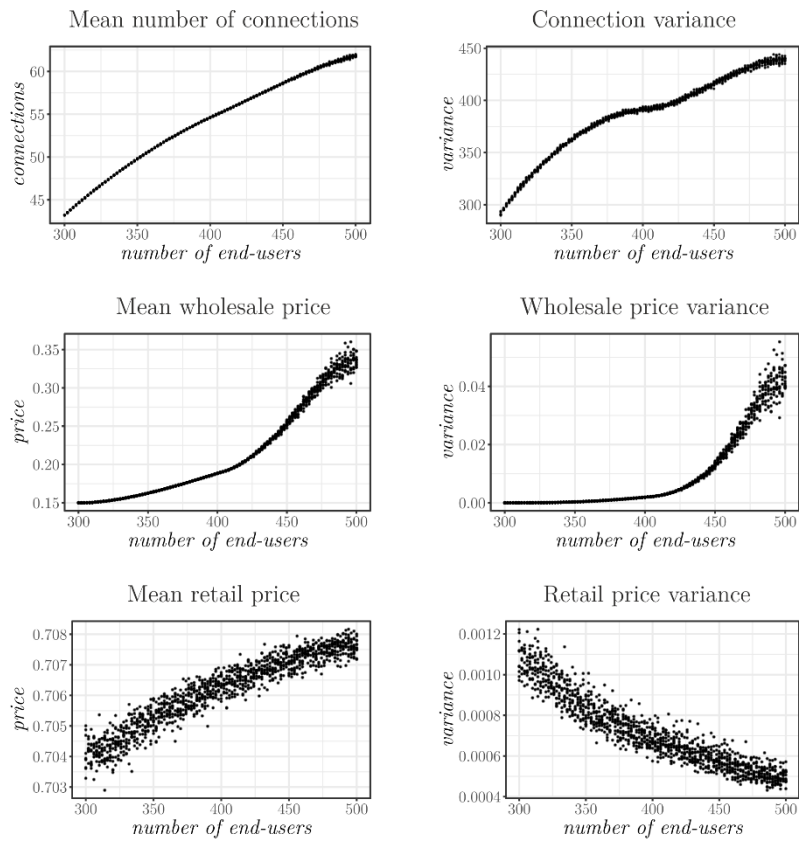 Mean number of connections
60
55
50
45
connections
300 350 400 450 500
number of end-users
Connection variance
450
400
350
300
variance
300 350 400 450 500
number of end-users
Mean wholesale price
0.35
0.30
0.25
0.20
0.15
price
300 350 400 450 500
number of end-users
Wholesale price variance
0.04
0.02
0.00
variance
300 350 400 450 500
number of end-users
Mean retail price
0.708
0.707
0.706
0.705
0.704
0.703
price
300 350 400 450 500
number of end-users
Retail price variance
0.0012
0.0010
0.0008
0.0006
0.0004
variance
300 350 400 450 500
number of end-users